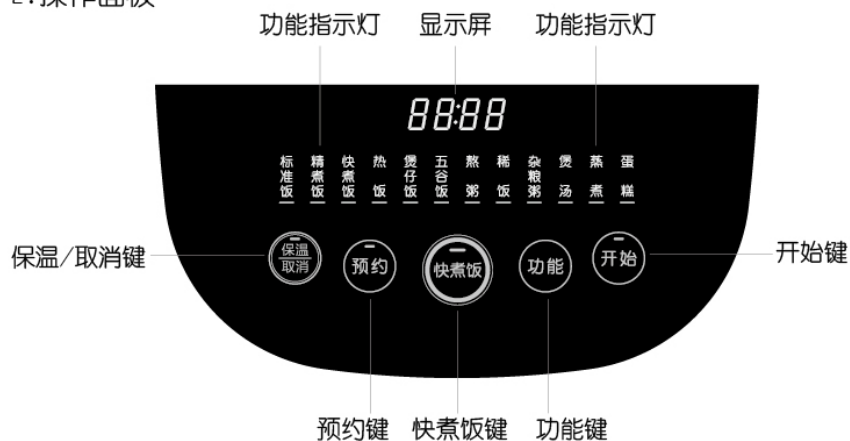 2.操作面板
功能指示灯 显示屏 功能指示灯
88:88
标准饭 精煮饭 快煮饭 热饭 煲仔饭 五谷饭 熬粥 稀饭 杂粮粥 煲汤 蒸煮 蛋糕
保温/取消键
保温
取消
预约
快煮饭
功能
开始
开始键
预约键 快煮饭键 功能键